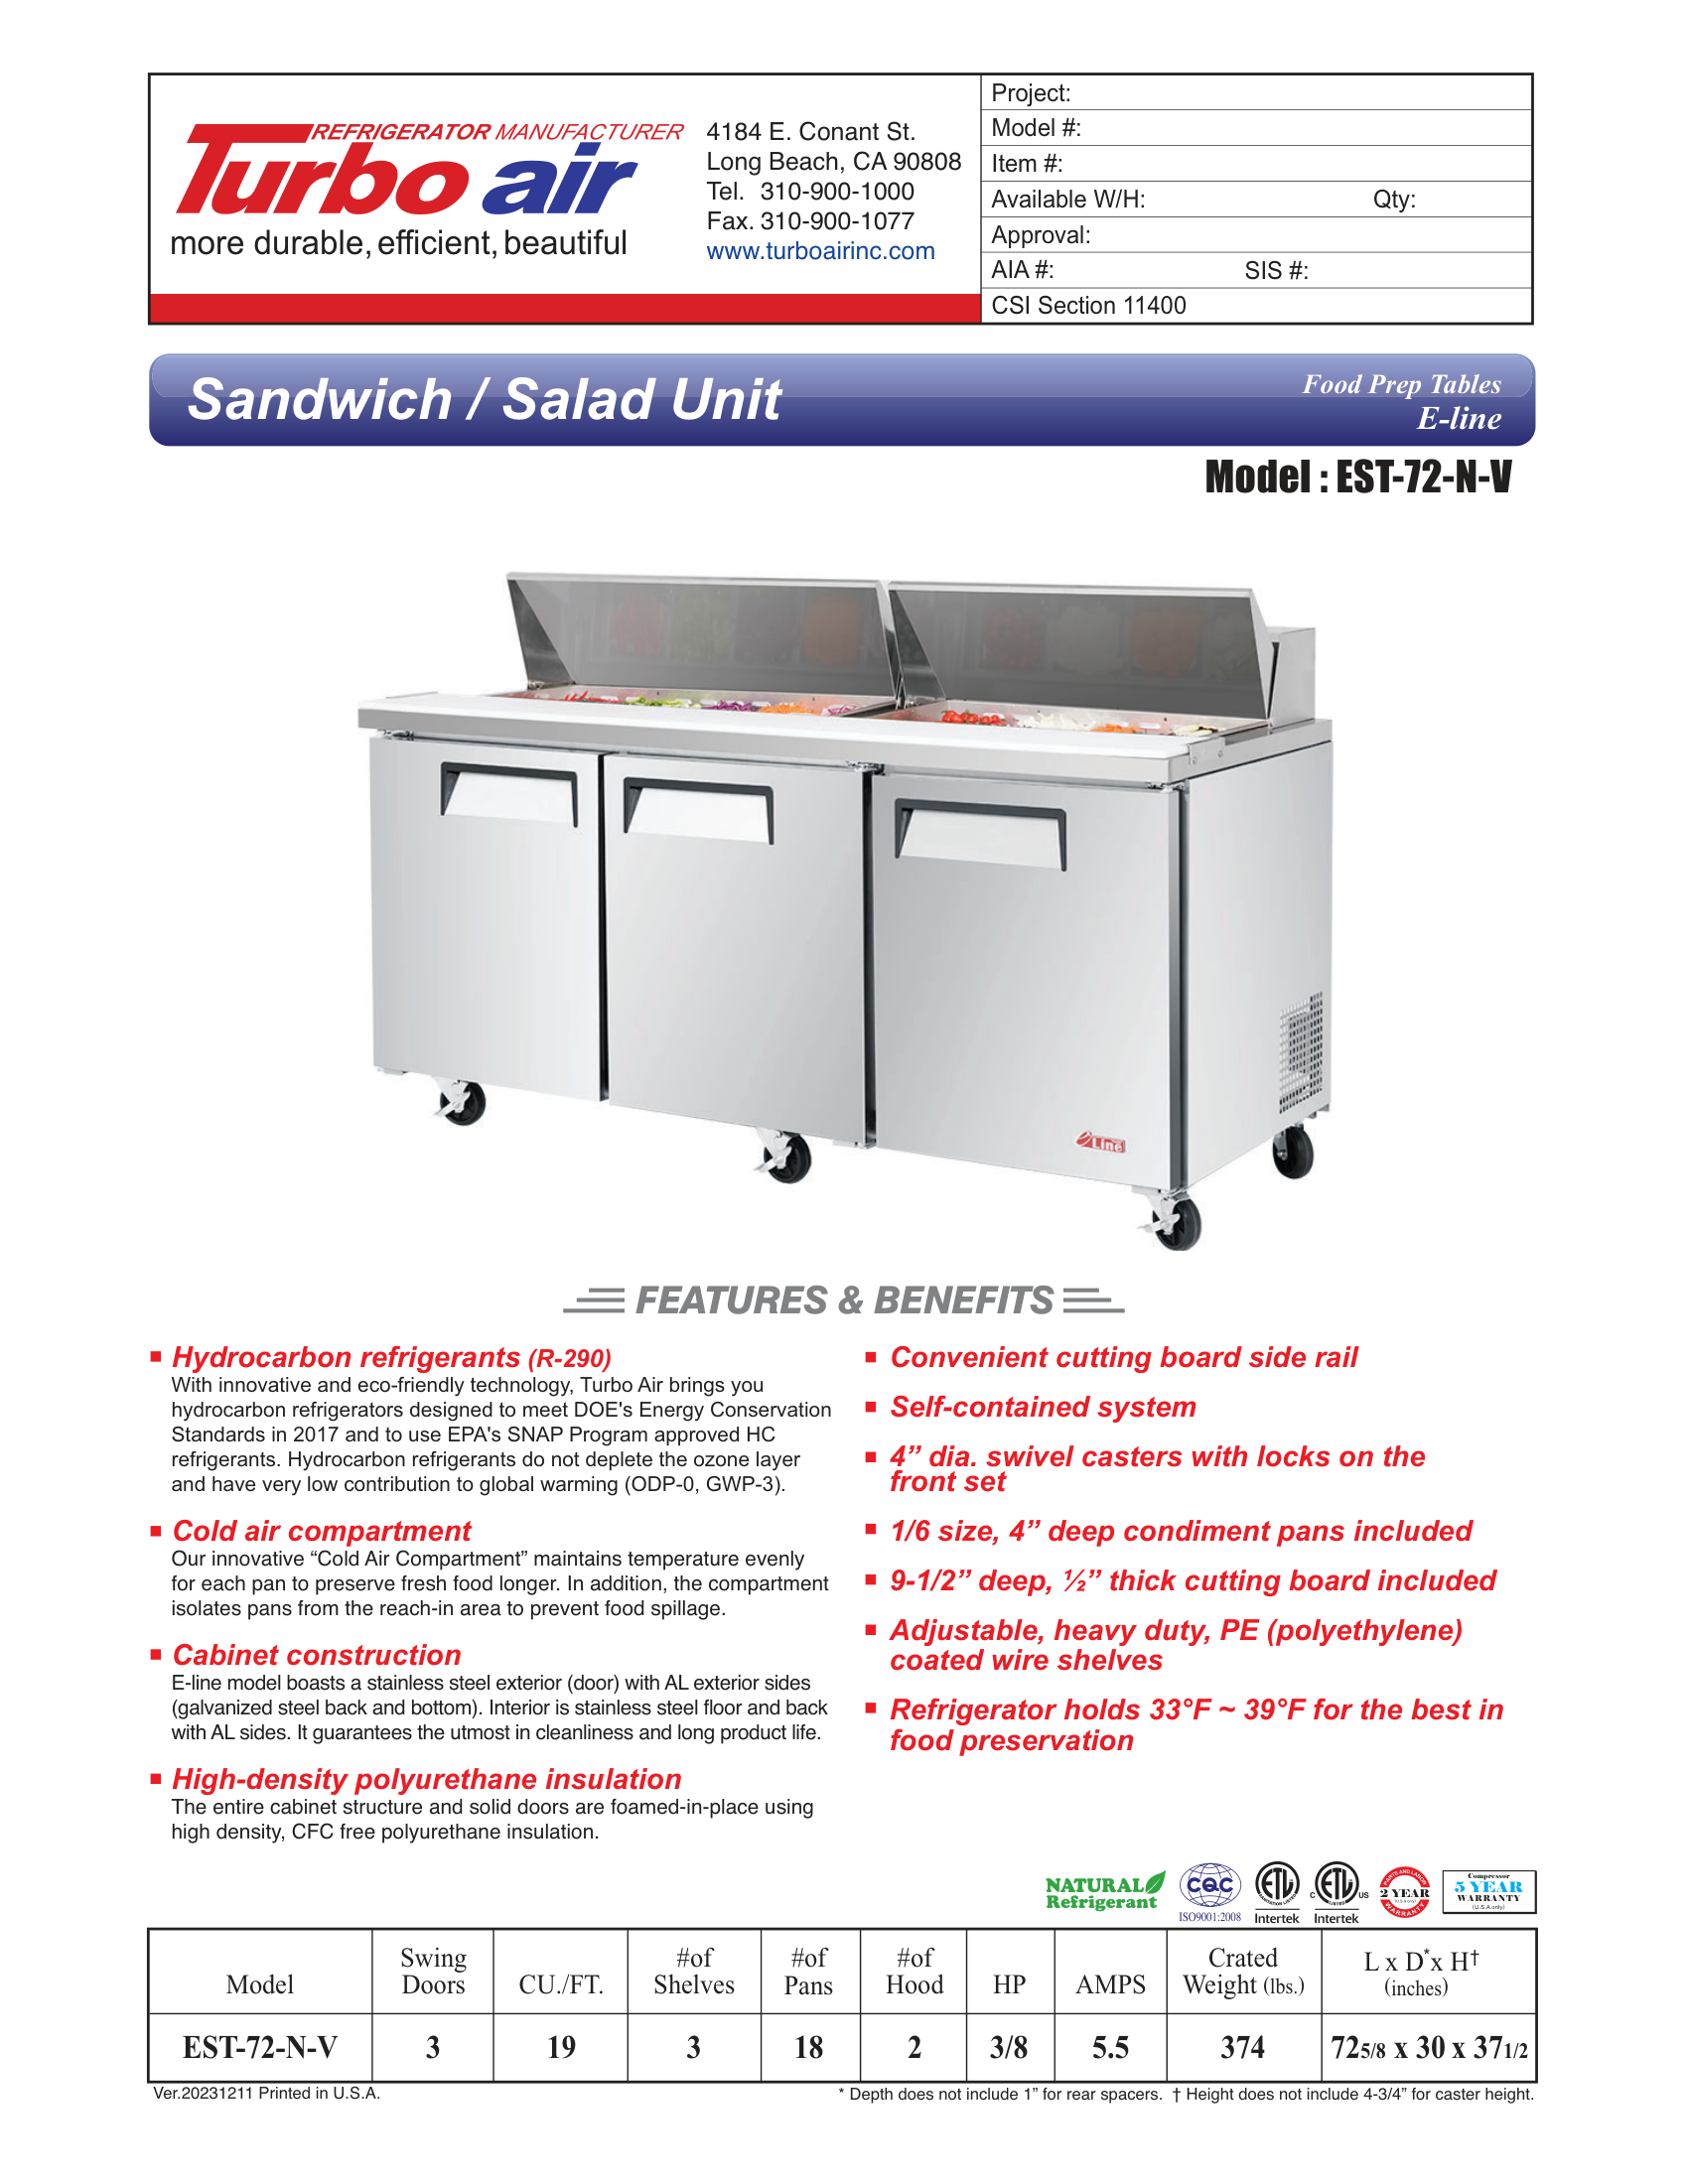 REFRIGERATOR MANUFACTURER
Turbo air
more durable, efficient, beautiful
4184 E. Conant St.
Long Beach, CA 90808
Tel. 310-900-1000
Fax. 310-900-1077
www.turboairinc.com
Project:
Model #:
Item #:
Available W/H: Qty:
Approval:
AIA #: SIS #:
CSI Section 11400
Sandwich / Salad Unit
Food Prep Tables
E-line
Model : EST-72-N-V
Line
FEATURES & BENEFITS
Hydrocarbon refrigerants (R-290)
With innovative and eco-friendly technology, Turbo Air brings you
hydrocarbon refrigerators designed to meet DOE's Energy Conservation
Standards in 2017 and to use EPA's SNAP Program approved HC
refrigerants. Hydrocarbon refrigerants do not deplete the ozone layer
and have very low contribution to global warming (ODP-0, GWP-3).
Cold air compartment
Our innovative “Cold Air Compartment” maintains temperature evenly
for each pan to preserve fresh food longer. In addition, the compartment
isolates pans from the reach-in area to prevent food spillage.
Cabinet construction
E-line model boasts a stainless steel exterior (door) with AL exterior sides
(galvanized steel back and bottom). Interior is stainless steel floor and back
with AL sides. It guarantees the utmost in cleanliness and long product life.
High-density polyurethane insulation
The entire cabinet structure and solid doors are foamed-in-place using
high density, CFC free polyurethane insulation.
Convenient cutting board side rail
Self-contained system
4” dia. swivel casters with locks on the
front set
1/6 size, 4” deep condiment pans included
9-1/2” deep, ½” thick cutting board included
Adjustable, heavy duty, PE (polyethylene)
coated wire shelves
Refrigerator holds 33°F ~ 39°F for the best in
food preservation
NATURAL
Refrigerant
CQC
ISO9001:2008
ETL
SANITATION LISTED
Intertek
C ETL US
LISTED
Intertek
PARTS AND LABOR
2 YEAR
(U.S.A only)
WARRANTY
Compressor
5 YEAR
WARRANTY
(U.S.A only)
Model Swing Doors CU./FT. #of Shelves #of Pans #of Hood HP AMPS Crated Weight (lbs.) L x D* x H† (inches)
EST-72-N-V 3 19 3 18 2 3/8 5.5 374 725/8 x 30 x 371/2
Ver.20231211 Printed in U.S.A.
* Depth does not include 1” for rear spacers. † Height does not include 4-3/4” for caster height.